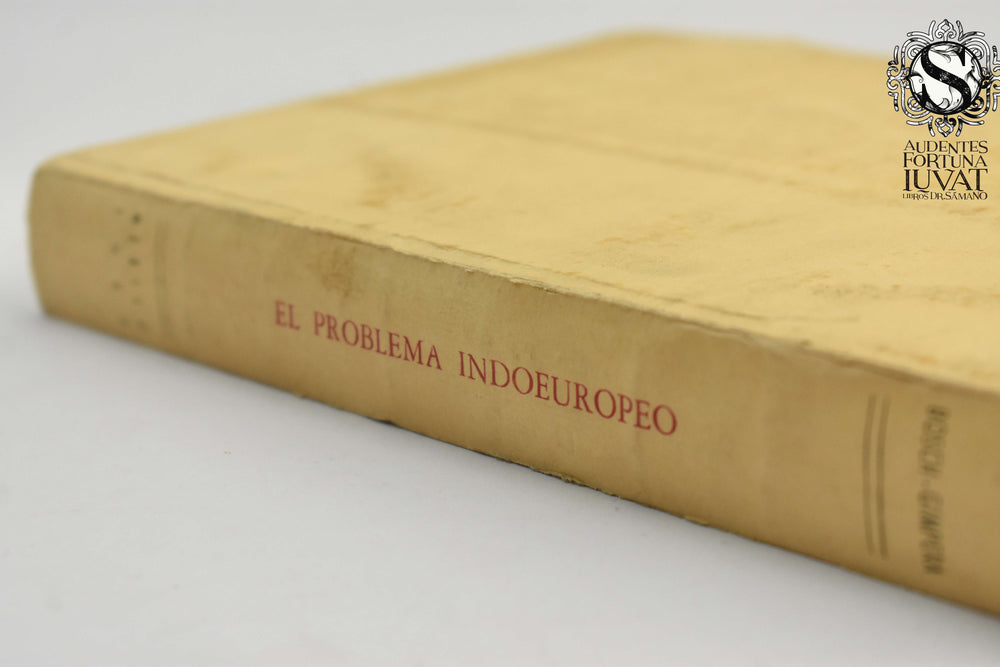 S
AUDENTES
FORTUNA
IUVAT
LIBROS DR. SÁMANO
EL PROBLEMA INDOEUROPEO
BOSCH-GIMPERA